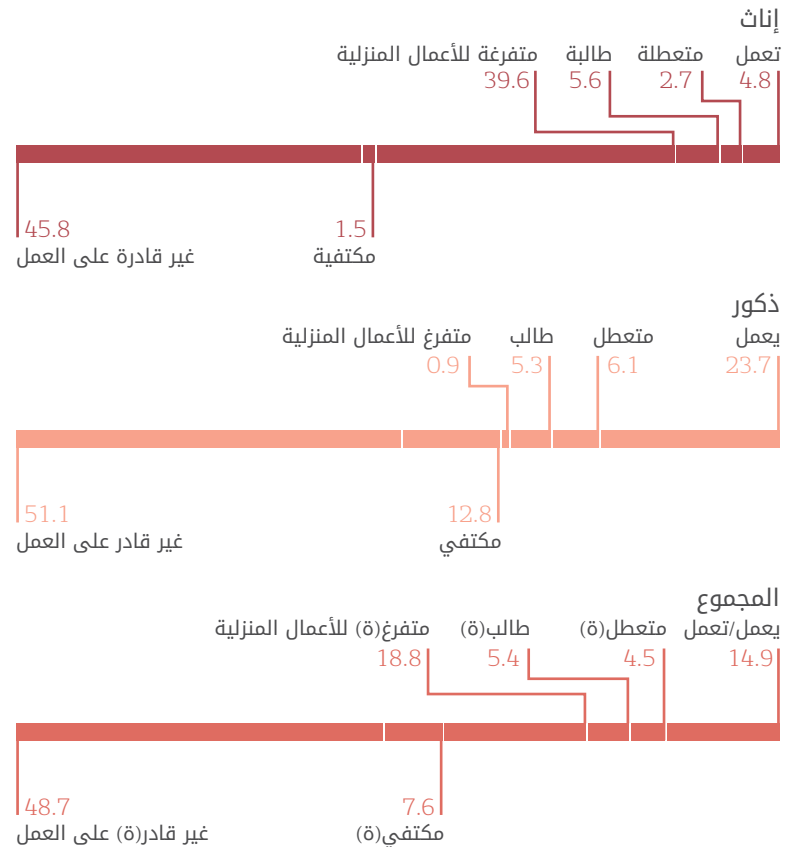 إناث
تعمل متعطلة طالبة متفرغة للأعمال المنزلية
4.8 2.7 5.6 39.6
1.5 45.8
مكتفية غير قادرة على العمل
ذكور
يعمل متعطل طالب متفرغ للأعمال المنزلية
23.7 6.1 5.3 0.9
12.8 51.1
مكتفي غير قادر على العمل
المجموع
يعمل/تعمل متعطل(ة) طالب(ة) متفرغ(ة) للأعمال المنزلية
14.9 4.5 5.4 18.8
7.6 48.7
مكتفي(ة) غير قادر(ة) على العمل